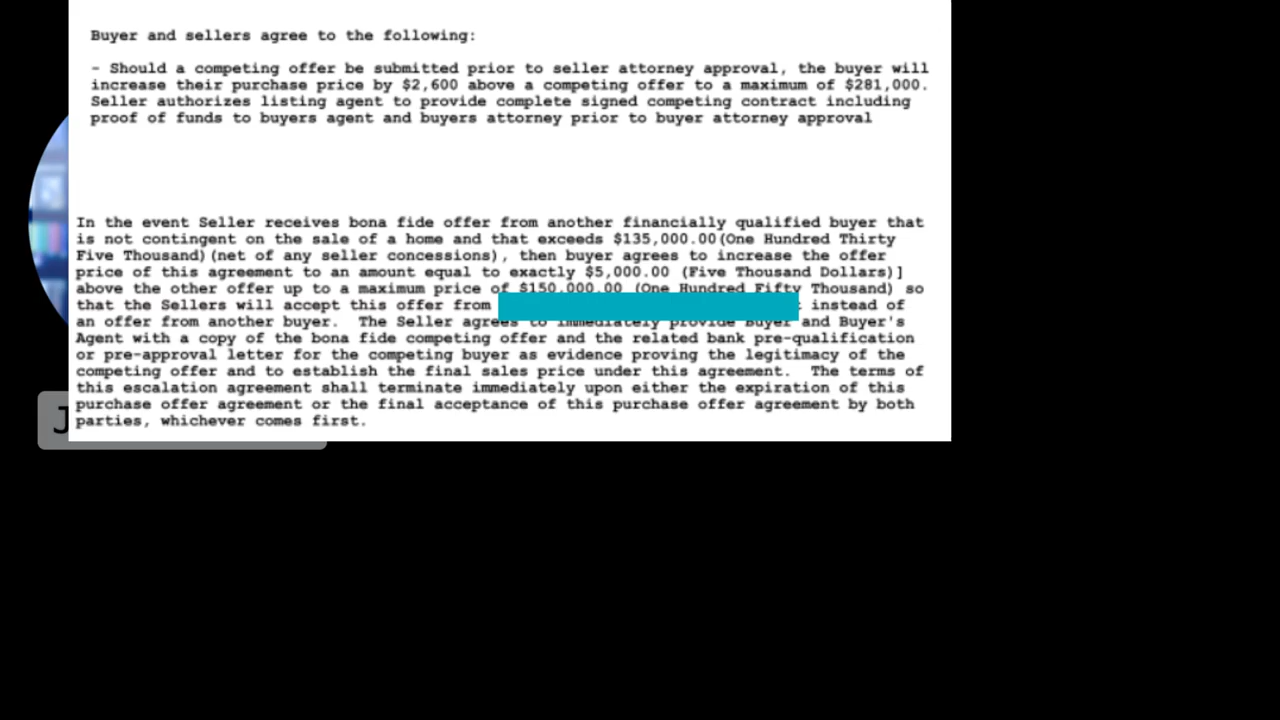 Buyer and sellers agree to the following:
- Should a competing offer be submitted prior to seller attorney approval, the buyer will
increase their purchase price by $2,600 above a competing offer to a maximum of $281,000.
Seller authorizes listing agent to provide complete signed competing contract including
proof of funds to buyers agent and buyers attorney prior to buyer attorney approval
In the event Seller receives bona fide offer from another financially qualified buyer that
is not contingent on the sale of a home and that exceeds $135,000.00(One Hundred Thirty
Five Thousand)(net of any seller concessions), then buyer agrees to increase the offer
price of this agreement to an amount equal to exactly $5,000.00 (Five Thousand Dollars)]
above the other offer up to a maximum price of $150,000.00 (One Hundred Fifty Thousand) so
that the Sellers will accept this offer from instead of
an offer from another buyer.  The Seller agrees to immediately provide Buyer and Buyer's
Agent with a copy of the bona fide competing offer and the related bank pre-qualification
or pre-approval letter for the competing buyer as evidence proving the legitimacy of the
competing offer and to establish the final sales price under this agreement.  The terms of
this escalation agreement shall terminate immediately upon either the expiration of this
purchase offer agreement or the final acceptance of this purchase offer agreement by both
parties, whichever comes first.
J